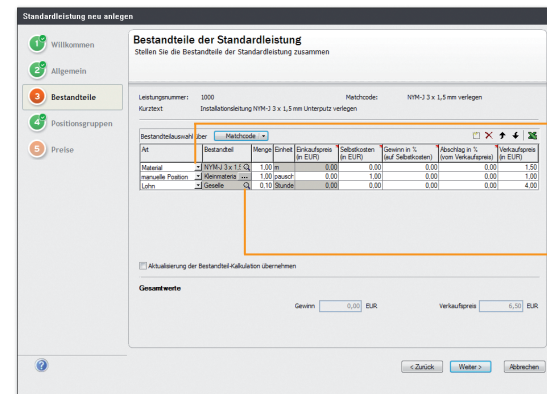 Standardleistung neu anlegen
1 Willkommen
2 Allgemein
3 Bestandteile
4 Positionsgruppen
5 Preise
Bestandteile der Standardleistung
Stellen Sie die Bestandteile der Standardleistung zusammen
Leistungsnummer: 1000 Matchcode: NYM-J 3 x 1,5 mm verlegen
Kurztext Installationsleitung NYM-J 3 x 1,5 mm Unterputz verlegen
Bestandteilauswahl über Matchcode
Art Bestandteil Menge Einheit Einkaufspreis (in EUR) Selbstkosten (in EUR) Gewinn in % (auf Selbstkosten) Abschlag in % (vom Verkaufspreis) Verkaufspreis (in EUR)
Material NYM-J 3 x 1,5 1,00 m 0,00 0,00 0,00 0,00 1,50
manuelle Position Kleinmateria ... 1,00 pausch 0,00 1,00 0,00 0,00 1,00
Lohn Geselle 0,10 Stunde 0,00 0,00 0,00 0,00 4,00
Aktualisierung der Bestandteil-Kalkulation übernehmen
Gesamtwerte
Gewinn 0,00 EUR Verkaufspreis 6,50 EUR
? < Zurück Weiter > Abbrechen